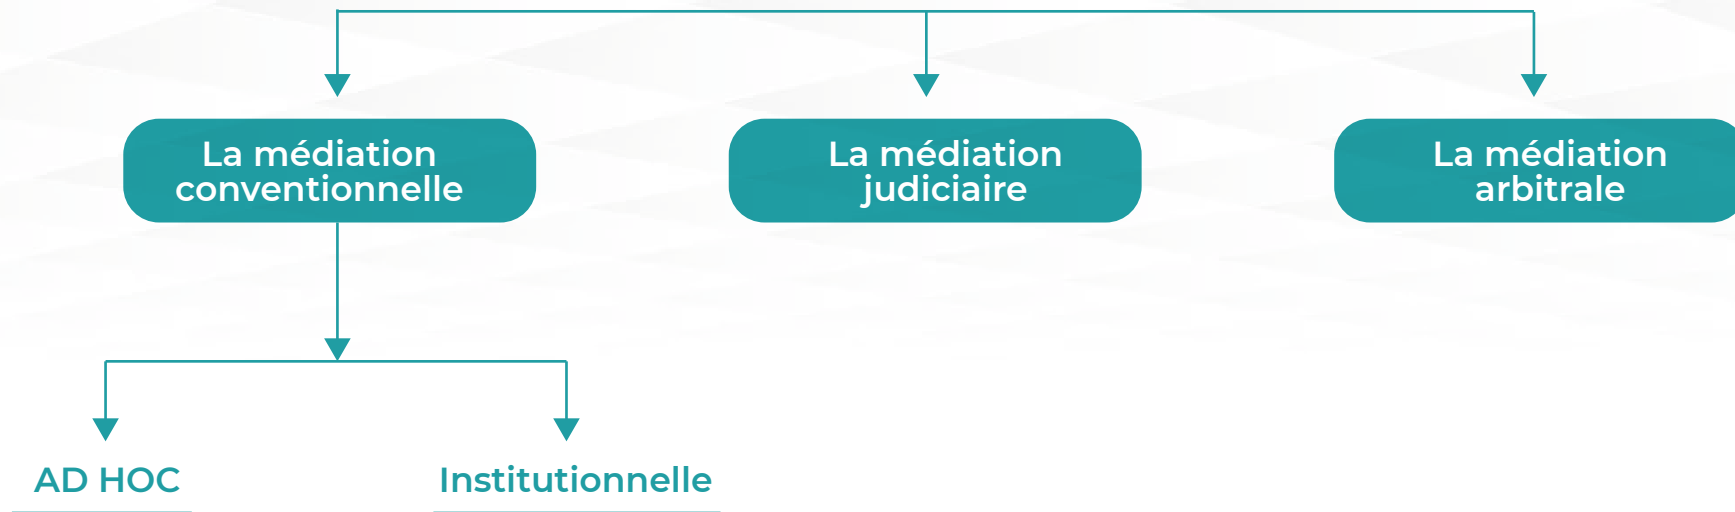 La médiation
conventionnelle
La médiation
judiciaire
La médiation
arbitrale
AD HOC
Institutionnelle